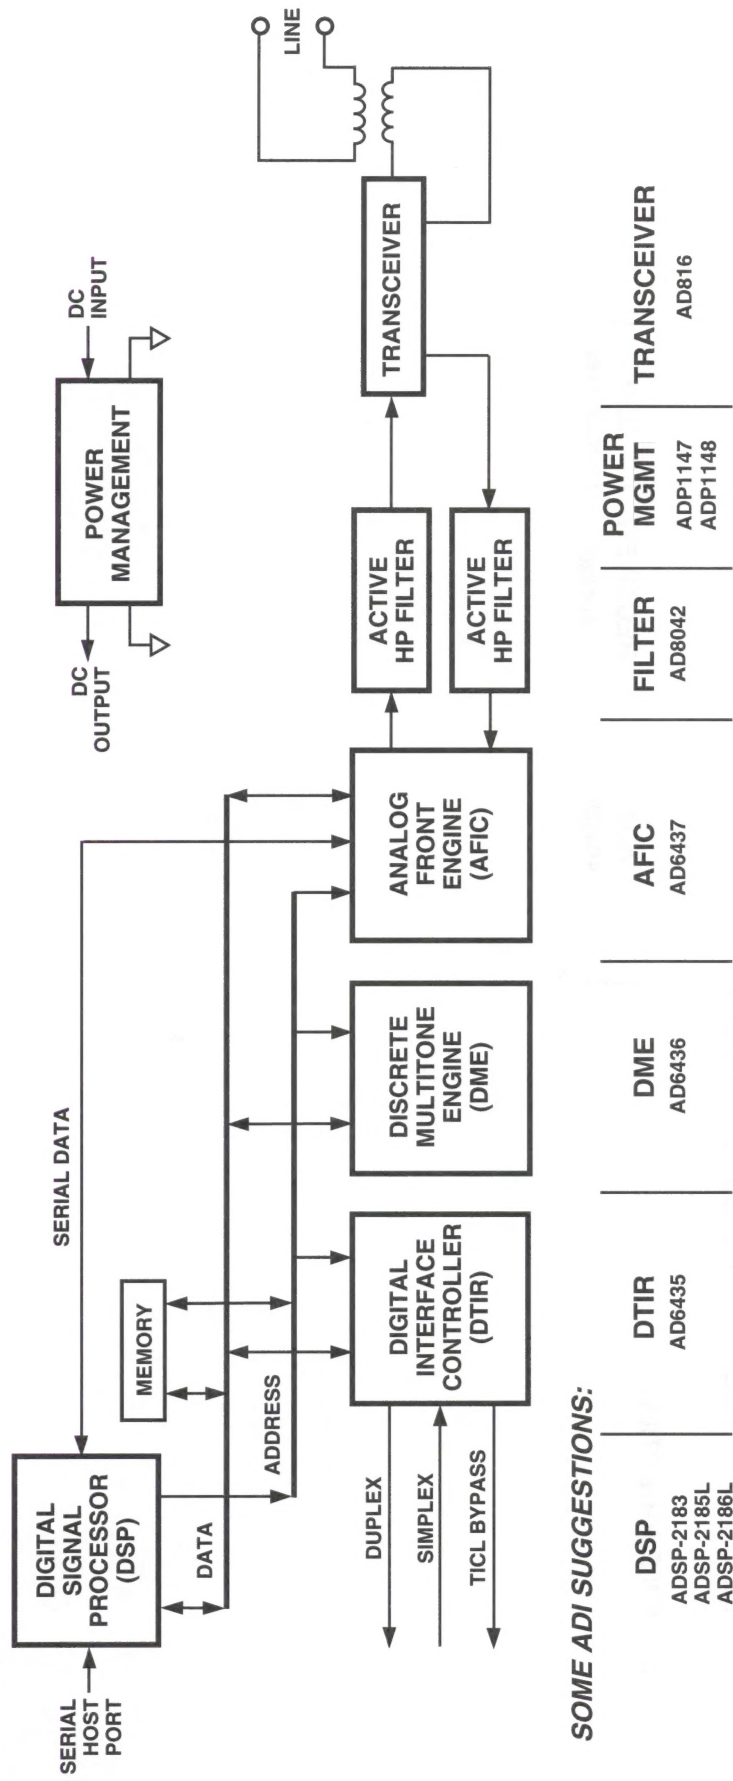 SERIAL
HOST
PORT
DIGITAL
SIGNAL
PROCESSOR
(DSP)
SERIAL DATA
DC
OUTPUT
POWER
MANAGEMENT
DC
INPUT
MEMORY
DATA
ADDRESS
DUPLEX
SIMPLEX
TICL BYPASS
DIGITAL
INTERFACE
CONTROLLER
(DTIR)
DISCRETE
MULTITONE
ENGINE
(DME)
ANALOG
FRONT
ENGINE
(AFIC)
ACTIVE
HP FILTER
ACTIVE
HP FILTER
TRANSCEIVER
LINE
SOME ADI SUGGESTIONS:
DSP
ADSP-2183
ADSP-2185L
ADSP-2186L
DTIR
AD6435
DME
AD6436
AFIC
AD6437
FILTER
AD8042
POWER
MGMT
ADP1147
ADP1148
TRANSCEIVER
AD816